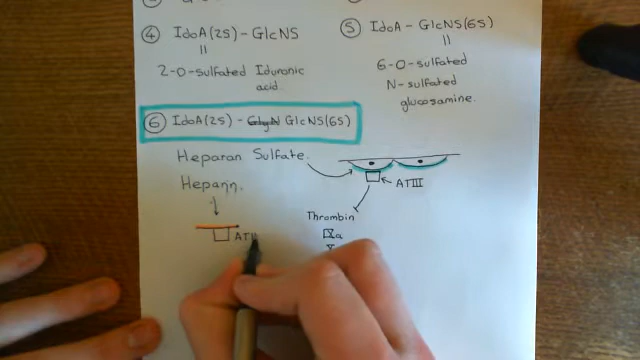 ④ IdoA(2S) - GlcNS
=
2-O-sulfated Iduronic
acid.
⑤ IdoA - GlcNS(6S)
=
6-O-sulfated
N-sulfated
glucosamine.
⑥ IdoA(2S) - GlcNS(6S)
Heparan Sulfate.
Heparin.
ATIII
Thrombin
IXa
AT